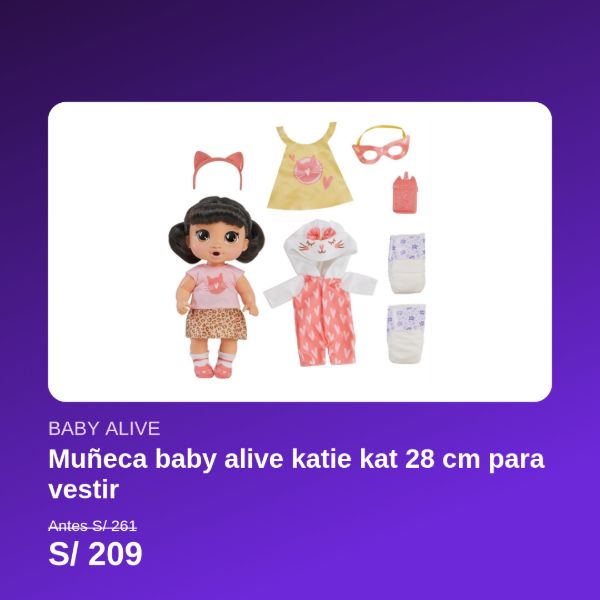 BABY ALIVE
Muñeca baby alive katie kat 28 cm para
vestir
Antes S/ 261
S/ 209